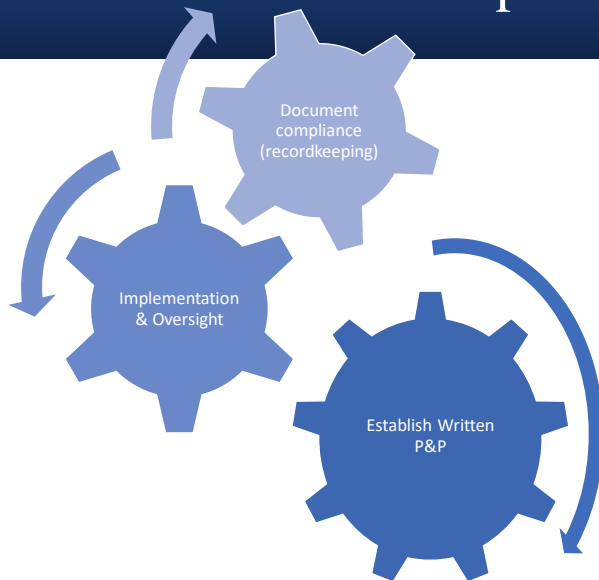 Document
compliance
(recordkeeping)
Implementation
& Oversight
Establish Written
P&P